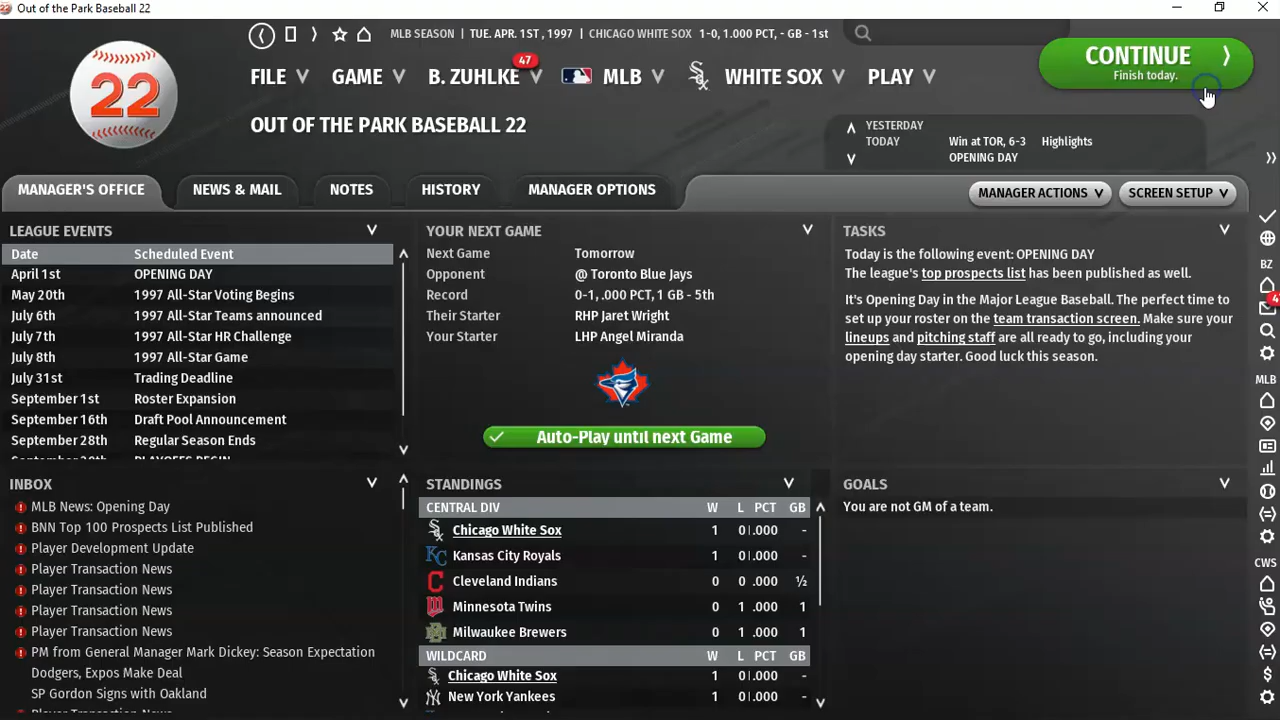 Out of the Park Baseball 22
MLB SEASON | TUE. APR. 1ST , 1997 | CHICAGO WHITE SOX 1-0, 1.000 PCT, - GB - 1st
47
FILE GAME B. ZUHLKE MLB WHITE SOX PLAY
CONTINUE
Finish today.
22
OUT OF THE PARK BASEBALL 22
YESTERDAY
TODAY Win at TOR, 6-3 Highlights
OPENING DAY
MANAGER'S OFFICE NEWS & MAIL NOTES HISTORY MANAGER OPTIONS MANAGER ACTIONS SCREEN SETUP
LEAGUE EVENTS
Date Scheduled Event
April 1st OPENING DAY
May 20th 1997 All-Star Voting Begins
July 6th 1997 All-Star Teams announced
July 7th 1997 All-Star HR Challenge
July 8th 1997 All-Star Game
July 31st Trading Deadline
September 1st Roster Expansion
September 16th Draft Pool Announcement
September 28th Regular Season Ends
YOUR NEXT GAME
Next Game Tomorrow
Opponent @ Toronto Blue Jays
Record 0-1, .000 PCT, 1 GB - 5th
Their Starter RHP Jaret Wright
Your Starter LHP Angel Miranda
Auto-Play until next Game
TASKS
Today is the following event: OPENING DAY
The league's top prospects list has been published as well.
It's Opening Day in the Major League Baseball. The perfect time to
set up your roster on the team transaction screen. Make sure your
lineups and pitching staff are all ready to go, including your
opening day starter. Good luck this season.
INBOX
MLB News: Opening Day
BNN Top 100 Prospects List Published
Player Development Update
Player Transaction News
Player Transaction News
Player Transaction News
Player Transaction News
PM from General Manager Mark Dickey: Season Expectation
Dodgers, Expos Make Deal
SP Gordon Signs with Oakland
Player Transaction News
STANDINGS
CENTRAL DIV W L PCT GB
Chicago White Sox 1 0 .000 -
Kansas City Royals 1 0 .000 -
Cleveland Indians 0 0 .000 ½
Minnesota Twins 0 1 .000 1
Milwaukee Brewers 0 1 .000 1
WILDCARD W L PCT GB
Chicago White Sox 1 0 .000 -
New York Yankees 1 0 .000 -
GOALS
You are not GM of a team.
BZ
4
MLB
CWS